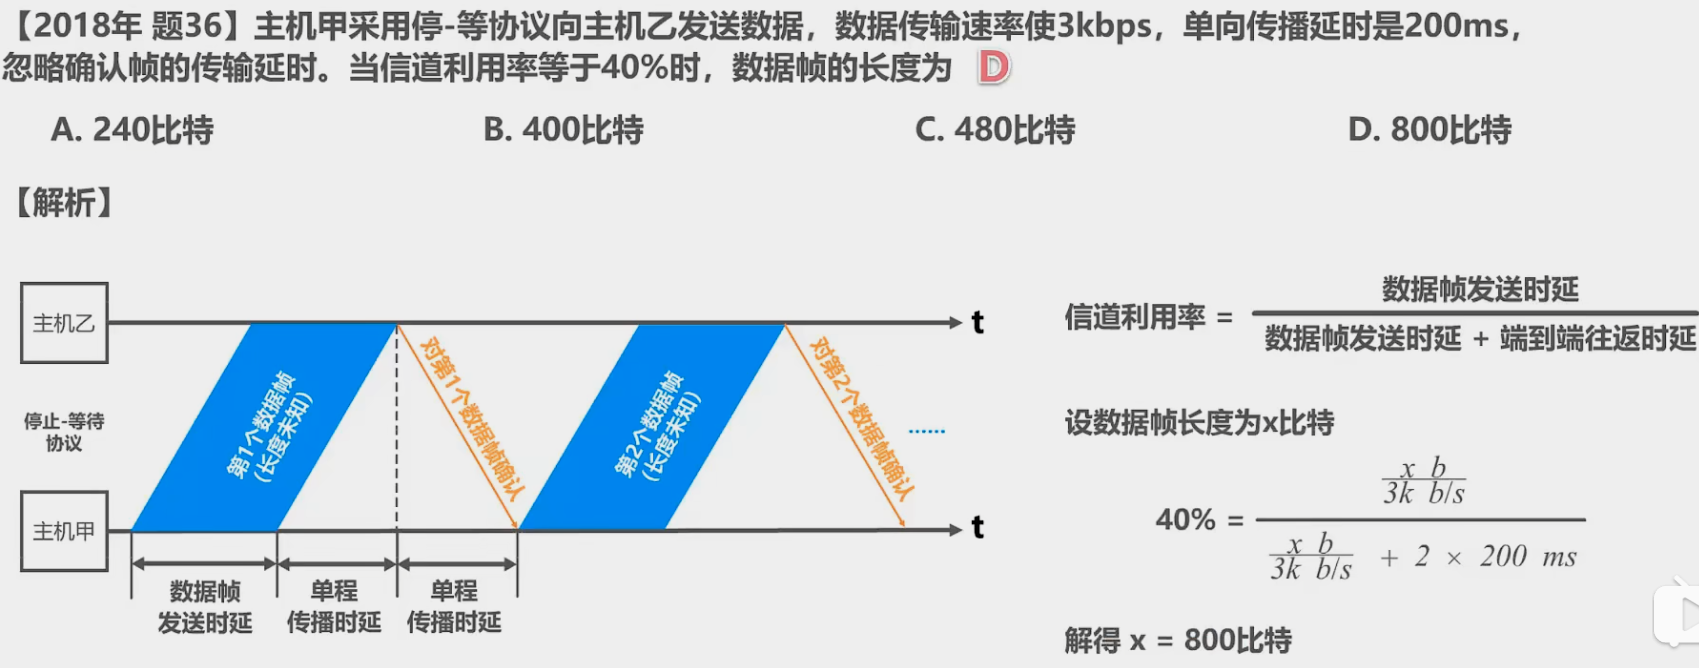 【2018年 题36】主机甲采用停-等协议向主机乙发送数据，数据传输速率使3kbps，单向传播延时是200ms，
忽略确认帧的传输延时。当信道利用率等于40%时，数据帧的长度为 D
A. 240比特 B. 400比特 C. 480比特 D. 800比特
【解析】
主机乙
t
停止-等待
协议
主机甲
t
第1个数据帧
(长度未知)
对第1个数据帧确认
第2个数据帧
(长度未知)
对第2个数据帧确认
......
数据帧
发送时延
单程
传播时延
单程
传播时延
信道利用率 =
数据帧发送时延
数据帧发送时延 + 端到端往返时延
设数据帧长度为x比特
40% =
x b
3k b/s
x b
3k b/s
+ 2 × 200 ms
解得 x = 800比特